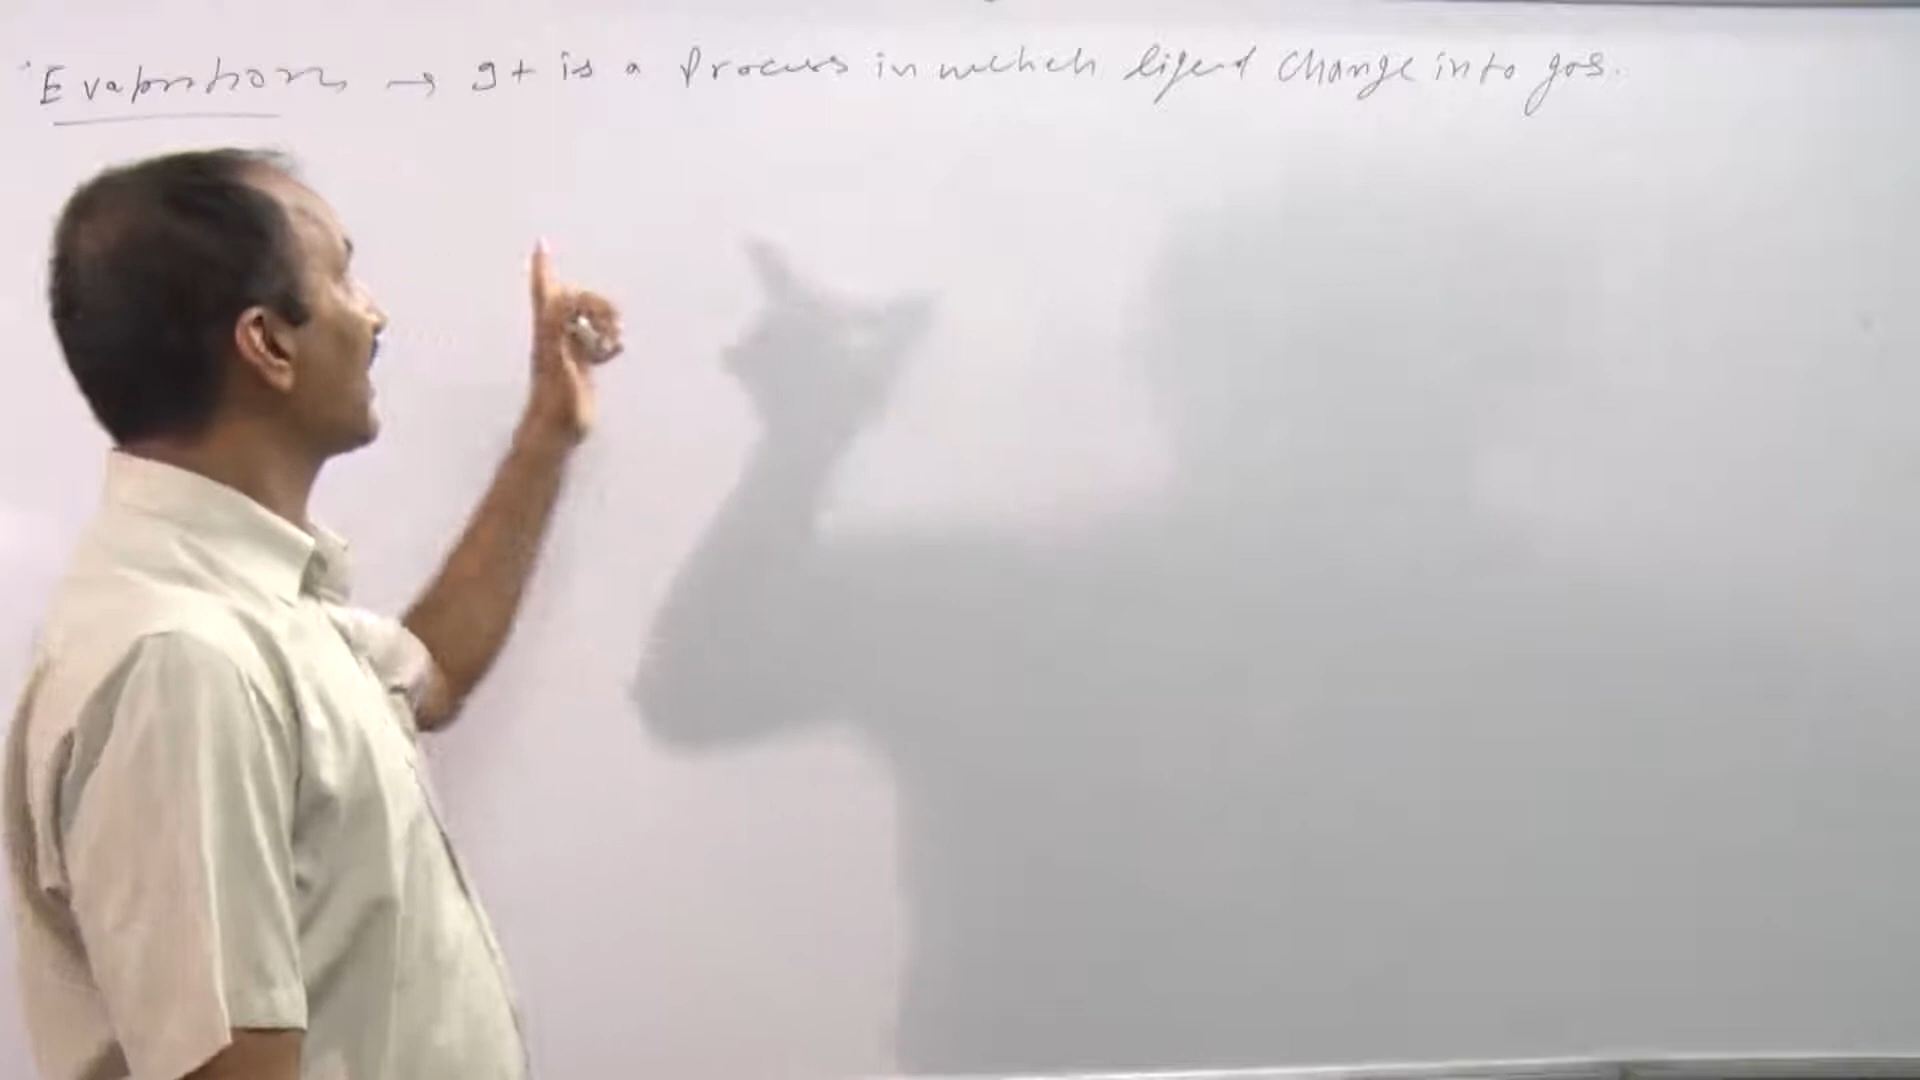 Evaporation → It is a process in which liquid change into gas.